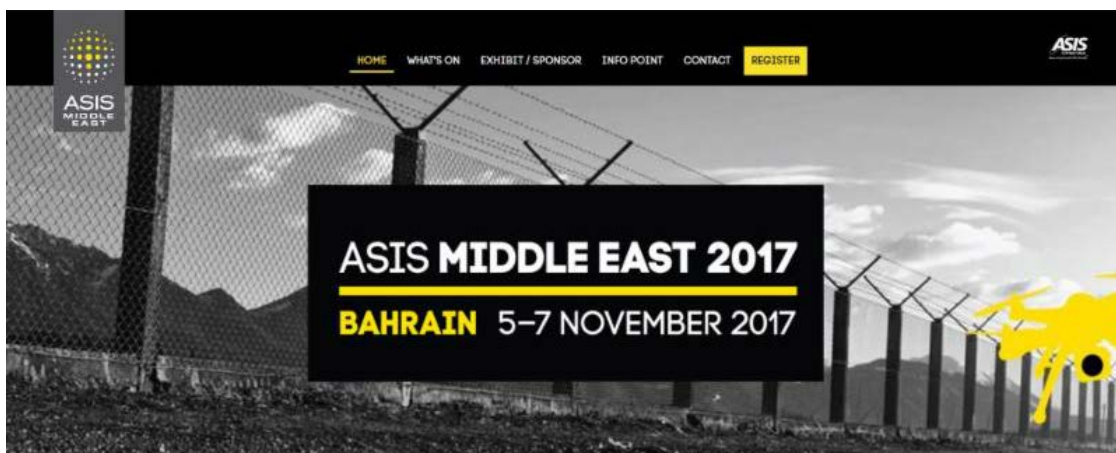 HOME WHAT'S ON EXHIBIT / SPONSOR INFO POINT CONTACT REGISTER
ASIS
ASIS
MIDDLE
EAST
ASIS MIDDLE EAST 2017
BAHRAIN 5–7 NOVEMBER 2017